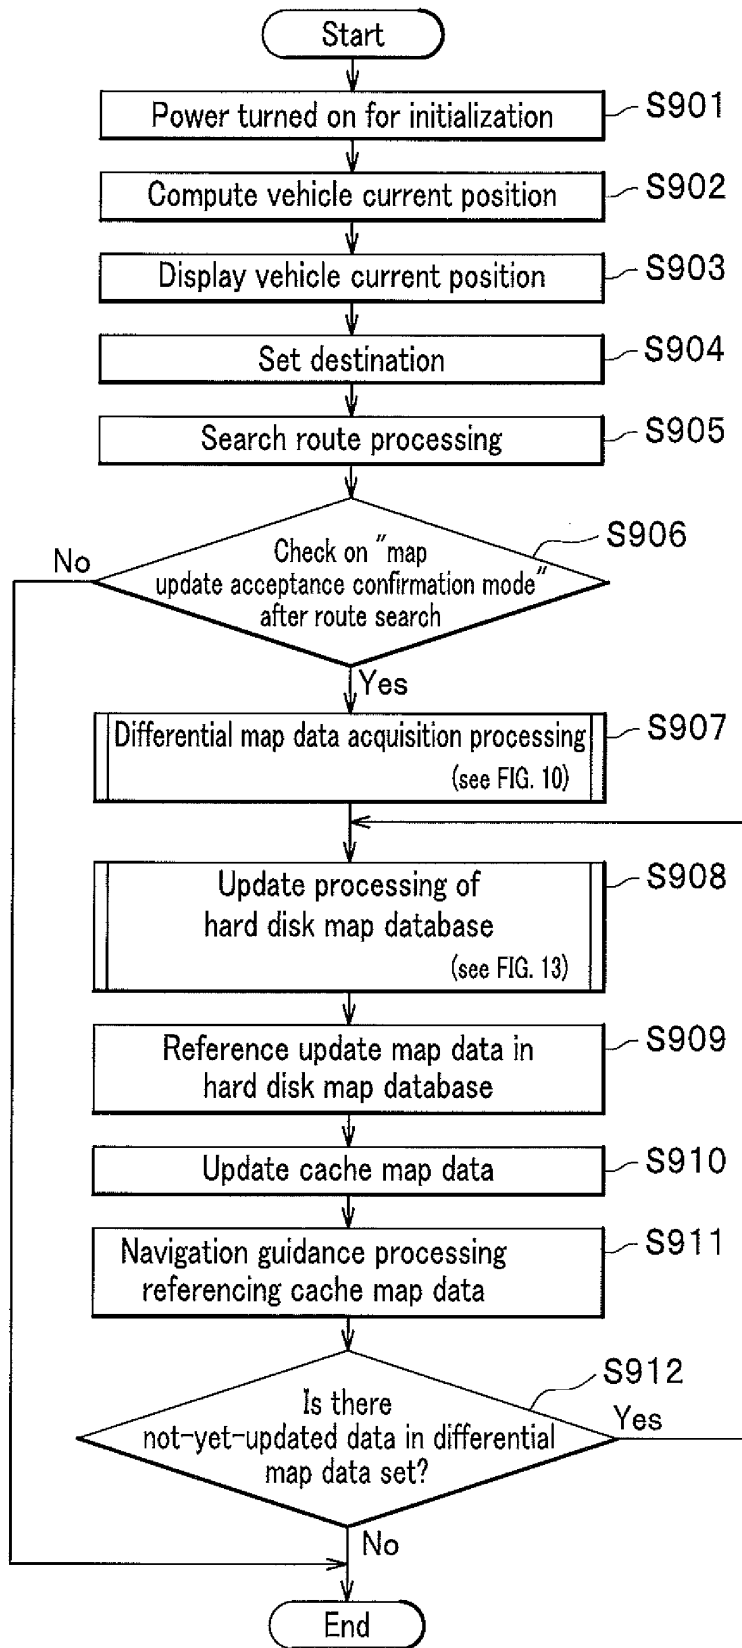 Start
Power turned on for initialization
S901
Compute vehicle current position
S902
Display vehicle current position
S903
Set destination
S904
Search route processing
S905
S906
No
Check on "map
update acceptance confirmation mode"
after route search
Yes
Differential map data acquisition processing
(see FIG. 10)
S907
Update processing of
hard disk map database
(see FIG. 13)
S908
Reference update map data in
hard disk map database
S909
Update cache map data
S910
Navigation guidance processing
referencing cache map data
S911
S912
Is there
not-yet-updated data in differential
map data set?
Yes
No
End